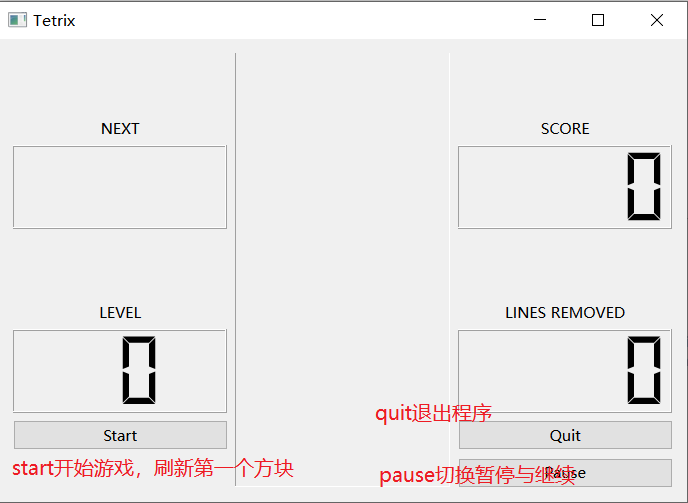 Tetrix
NEXT
SCORE
0
LEVEL
LINES REMOVED
0
0
quit退出程序
Start
Quit
start开始游戏，刷新第一个方块
pause切换暂停与继续
Pause